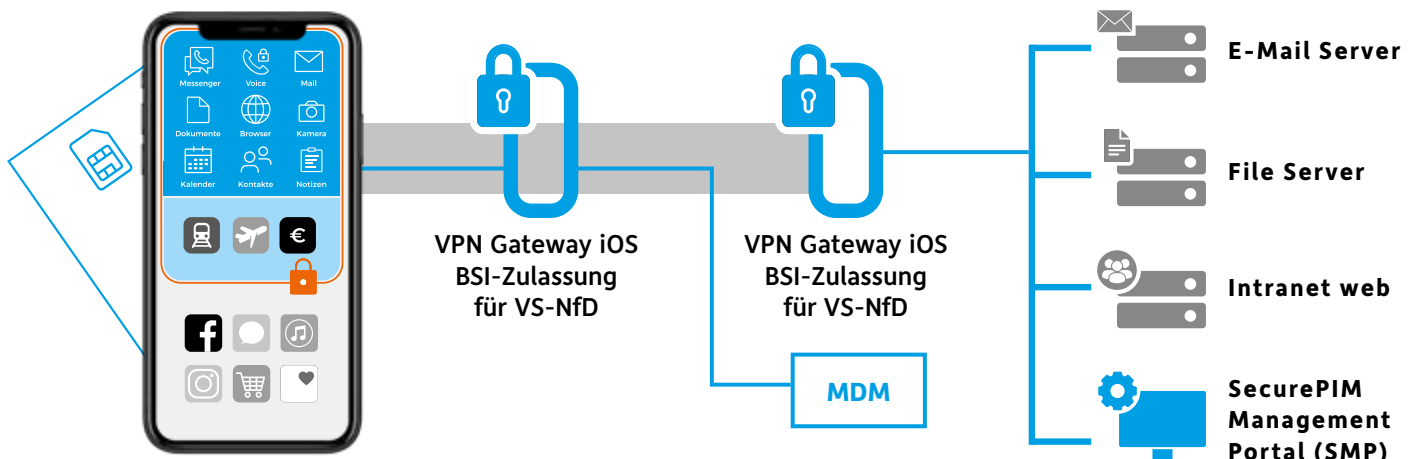 Messenger
Voice
Mail
Dokumente
Browser
Kamera
Kalender
Kontakte
Notizen
€
VPN Gateway iOS
BSI-Zulassung
für VS-NfD
VPN Gateway iOS
BSI-Zulassung
für VS-NfD
MDM
E-Mail Server
File Server
Intranet web
SecurePIM
Management
Portal (SMP)